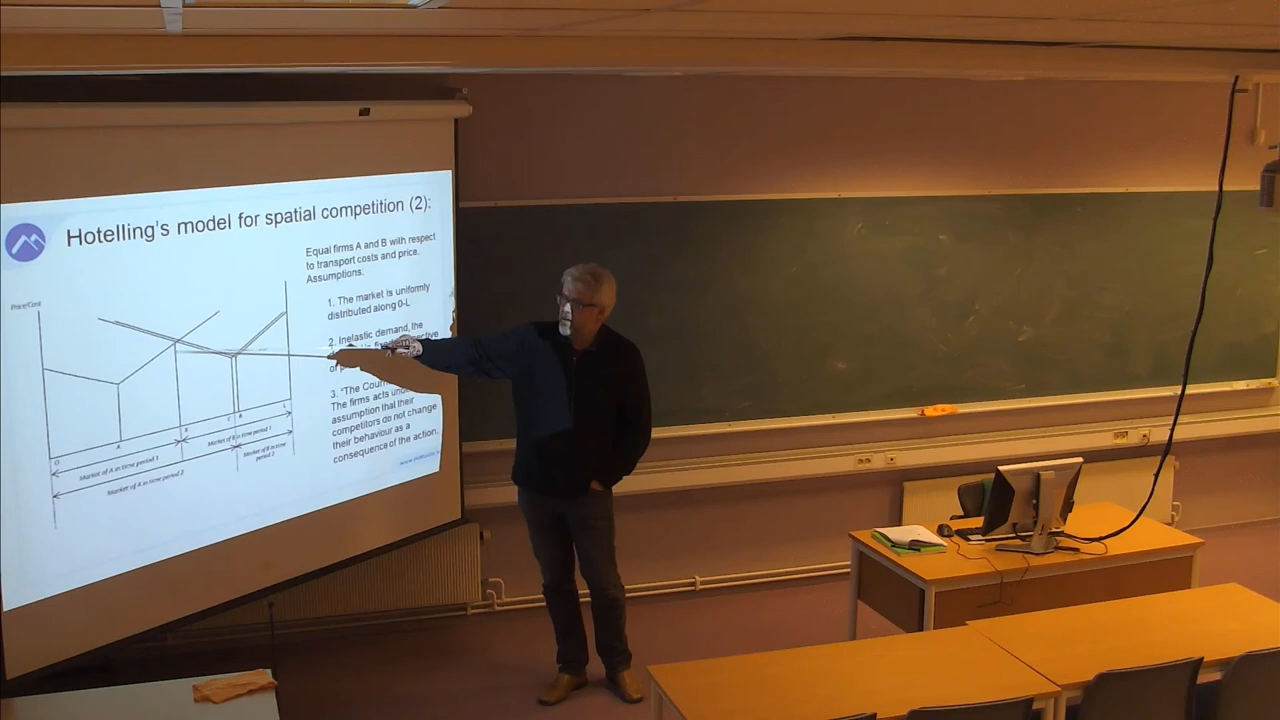 Hotelling's model for spatial competition (2):
Equal firms A and B with respect
to transport costs and price.
Assumptions.
1. The market is uniformly
distributed along 0-L
2. Inelastic demand, the
of
3. "The Cour
The firms acts und
assumption that their
competitors do not change
their behaviour as a
consequence of the action.
Price/Cost
O
A
X
C
B
L
Market of A in time period 1
Market of B in time period 1
Market of A in time period 2
Market of B in time
period 2